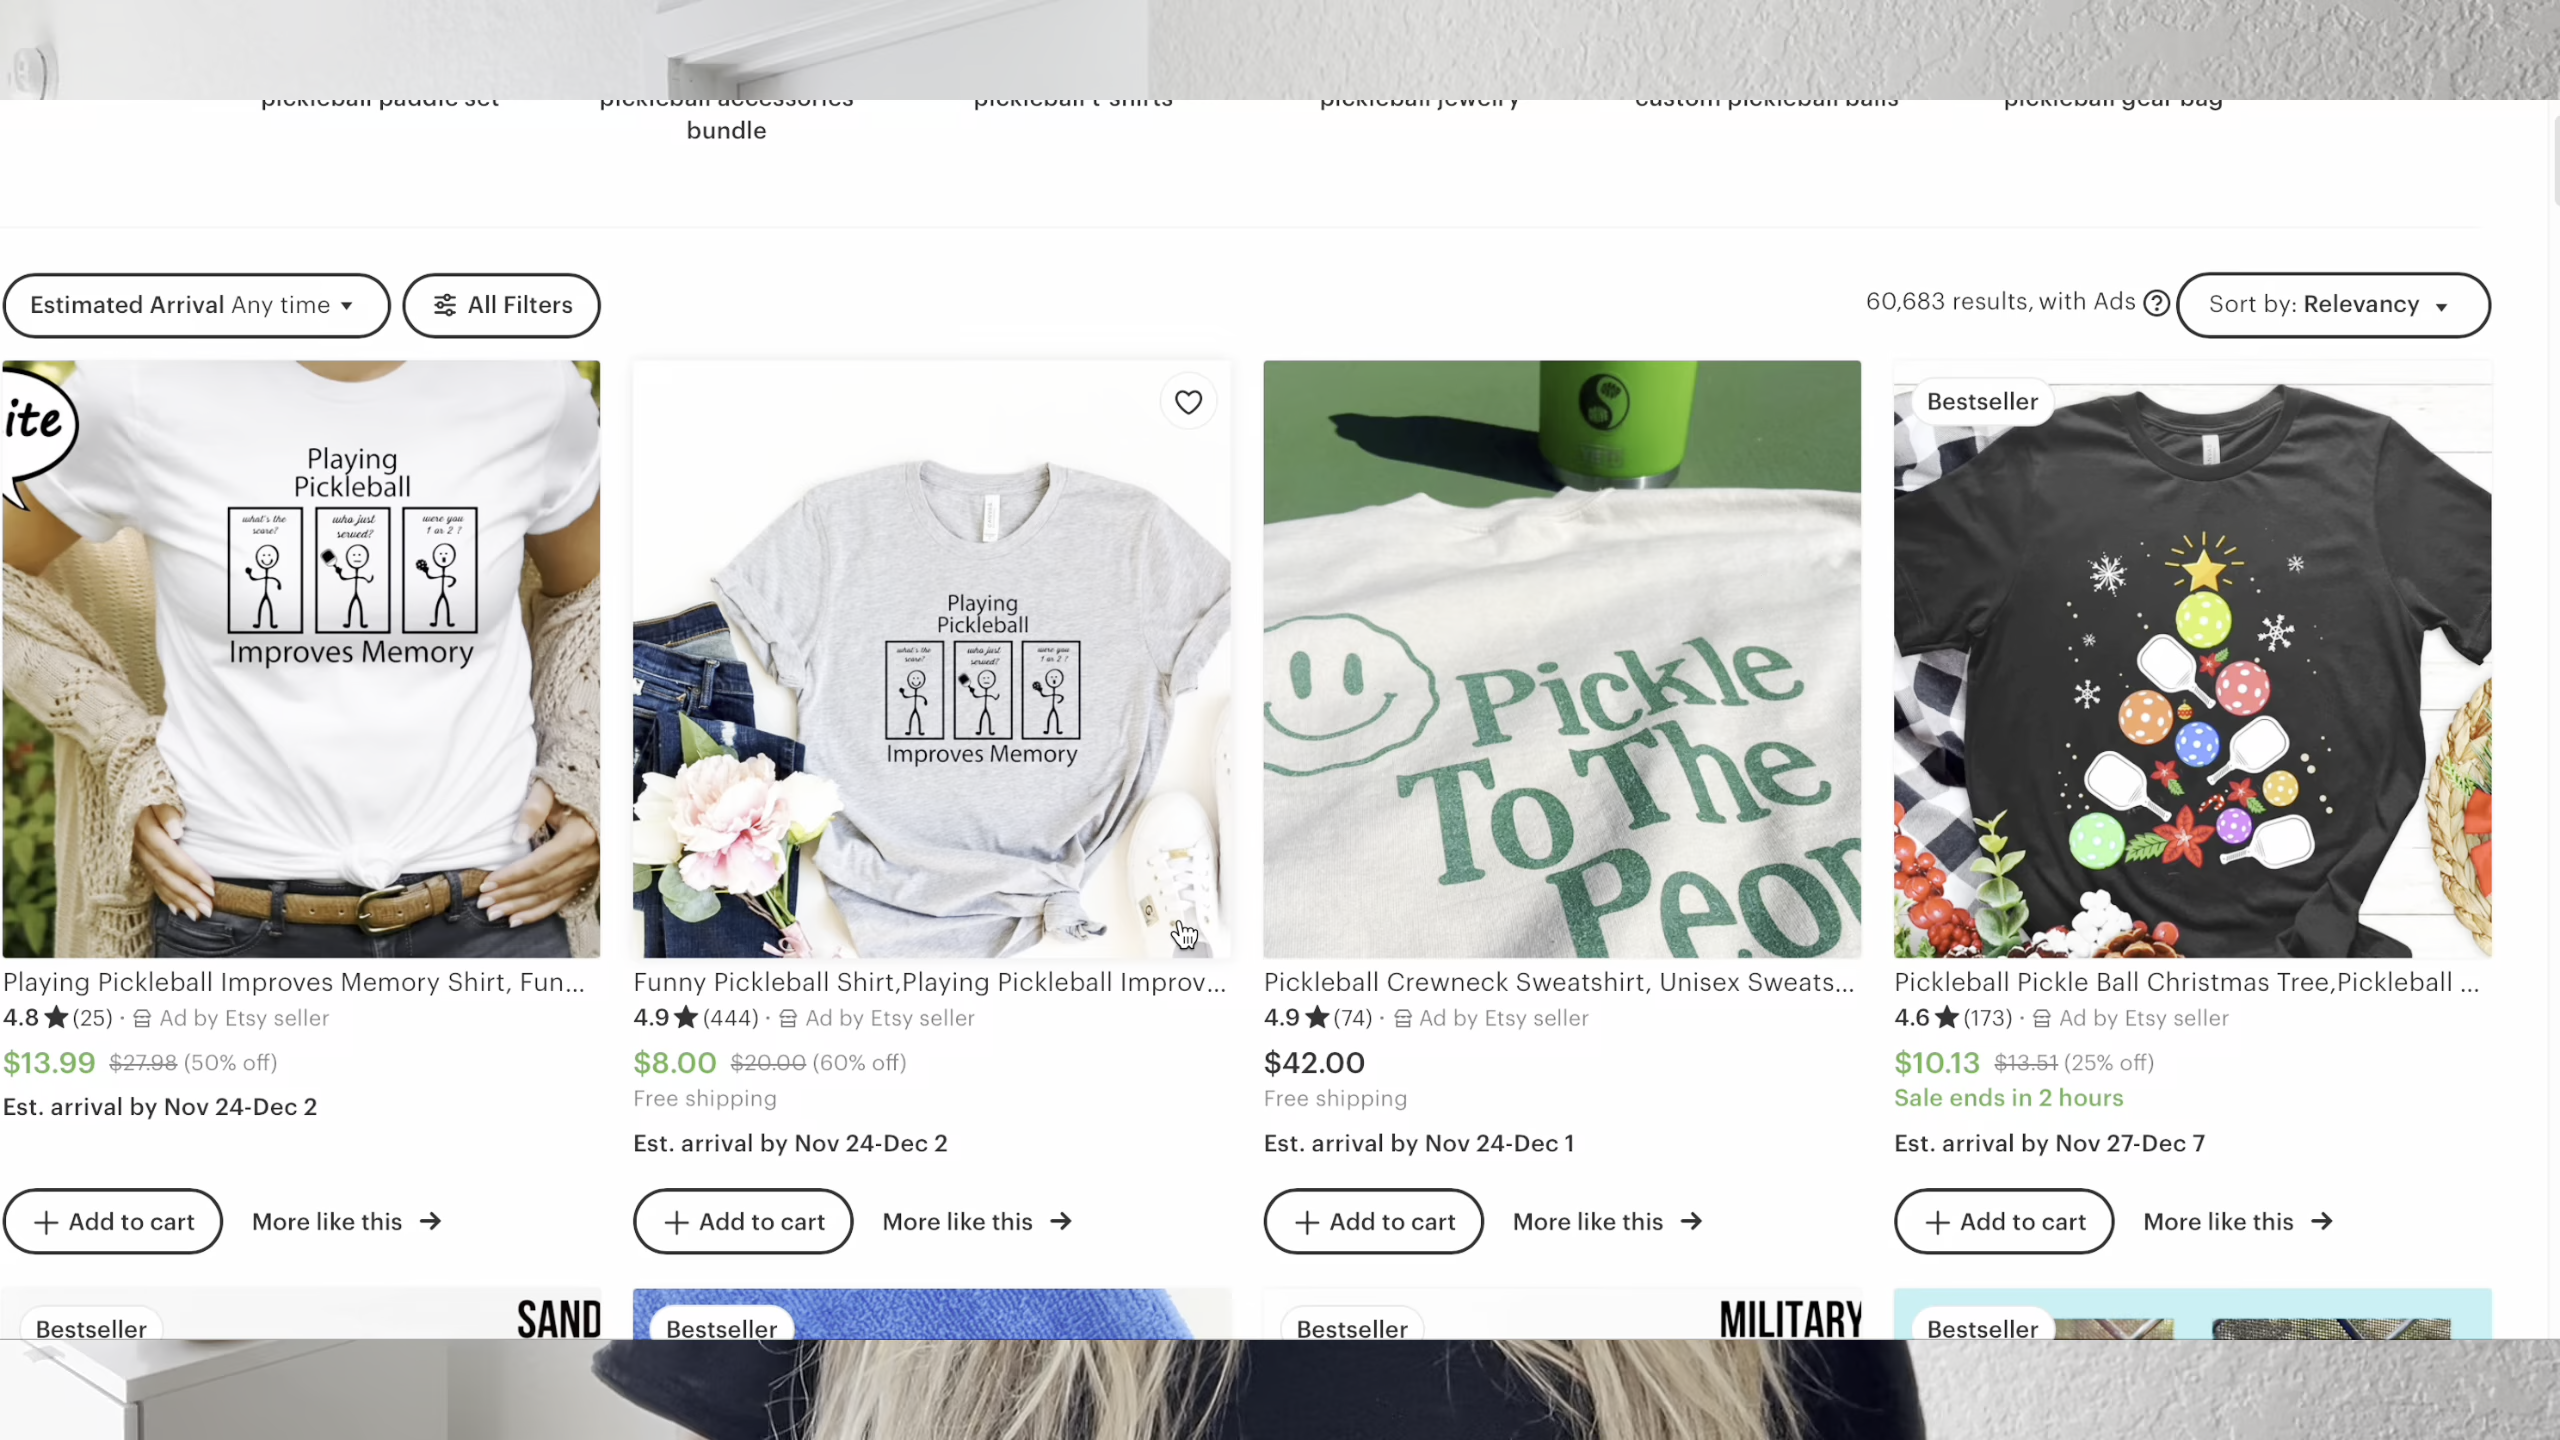 pickleball paddle set
pickleball accessories
bundle
pickleball t-shirts
pickleball jewelry
custom pickleball balls
pickleball gear bag
Estimated Arrival Any time
All Filters
60,683 results, with Ads ?
Sort by: Relevancy
ite
Playing
Pickleball
what's the
score?
who just
served?
were you
1 or 2 ?
Improves Memory
Playing
Pickleball
what's the
score?
who just
served?
were you
1 or 2 ?
Improves Memory
Pickle
To The
Peop
Bestseller
Playing Pickleball Improves Memory Shirt, Fun...
4.8 ★ (25) · Ad by Etsy seller
$13.99 $27.98 (50% off)
Est. arrival by Nov 24-Dec 2
+ Add to cart
More like this →
Funny Pickleball Shirt,Playing Pickleball Improv...
4.9 ★ (444) · Ad by Etsy seller
$8.00 $20.00 (60% off)
Free shipping
Est. arrival by Nov 24-Dec 2
+ Add to cart
More like this →
Pickleball Crewneck Sweatshirt, Unisex Sweats...
4.9 ★ (74) · Ad by Etsy seller
$42.00
Free shipping
Est. arrival by Nov 24-Dec 1
+ Add to cart
More like this →
Pickleball Pickle Ball Christmas Tree,Pickleball ...
4.6 ★ (173) · Ad by Etsy seller
$10.13 $13.51 (25% off)
Sale ends in 2 hours
Est. arrival by Nov 27-Dec 7
+ Add to cart
More like this →
Bestseller
SAND
Bestseller
Bestseller
MILITARY
Bestseller